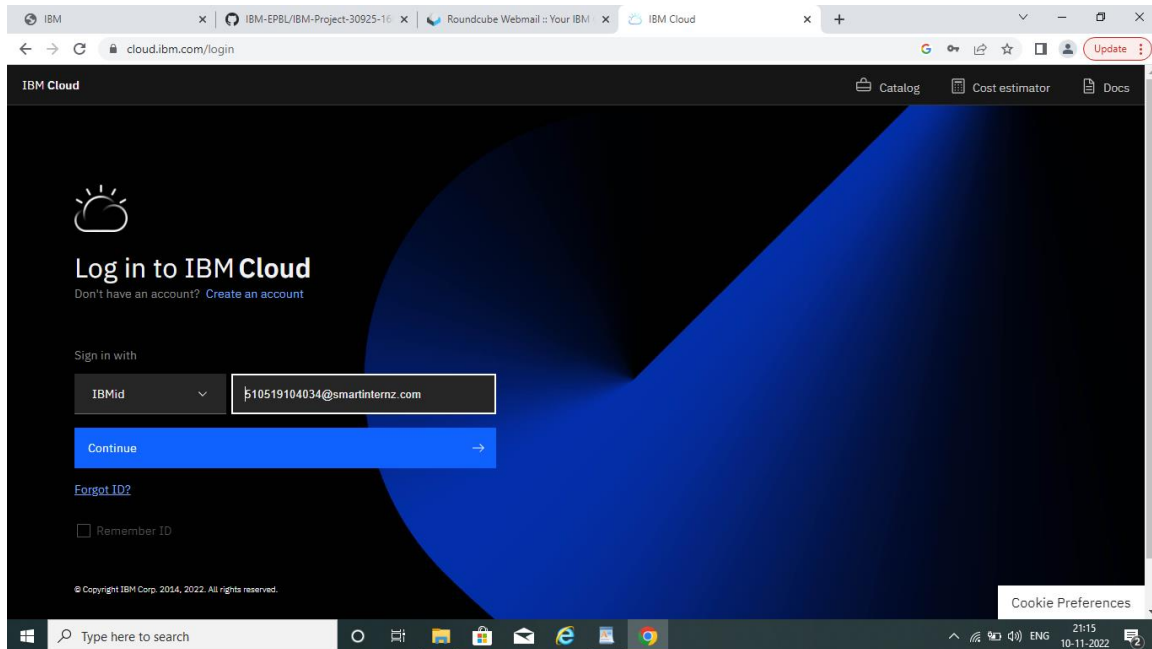 IBM
IBM-EPBL/IBM-Project-30925-16
Roundcube Webmail :: Your IBM
IBM Cloud
cloud.ibm.com/login
Update
IBM Cloud
Catalog
Cost estimator
Docs
Log in to IBM Cloud
Don't have an account? Create an account
Sign in with
IBMid
510519104034@smartinternz.com
Continue
Forgot ID?
Remember ID
© Copyright IBM Corp. 2014, 2022. All rights reserved.
Cookie Preferences
Type here to search
ENG
21:15
10-11-2022
2